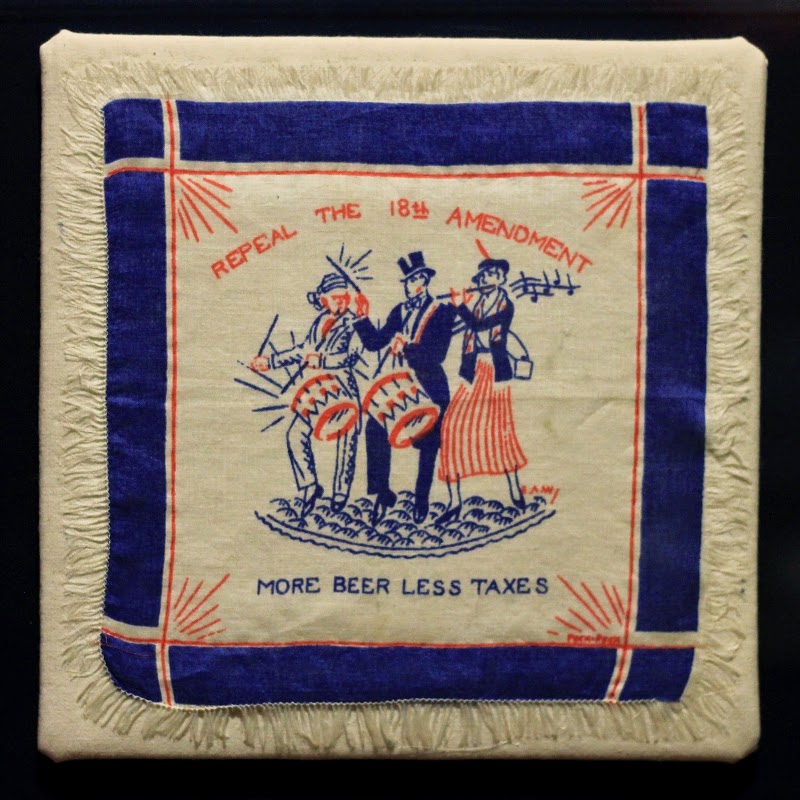 REPEAL THE 18th AMENDMENT
MORE BEER LESS TAXES